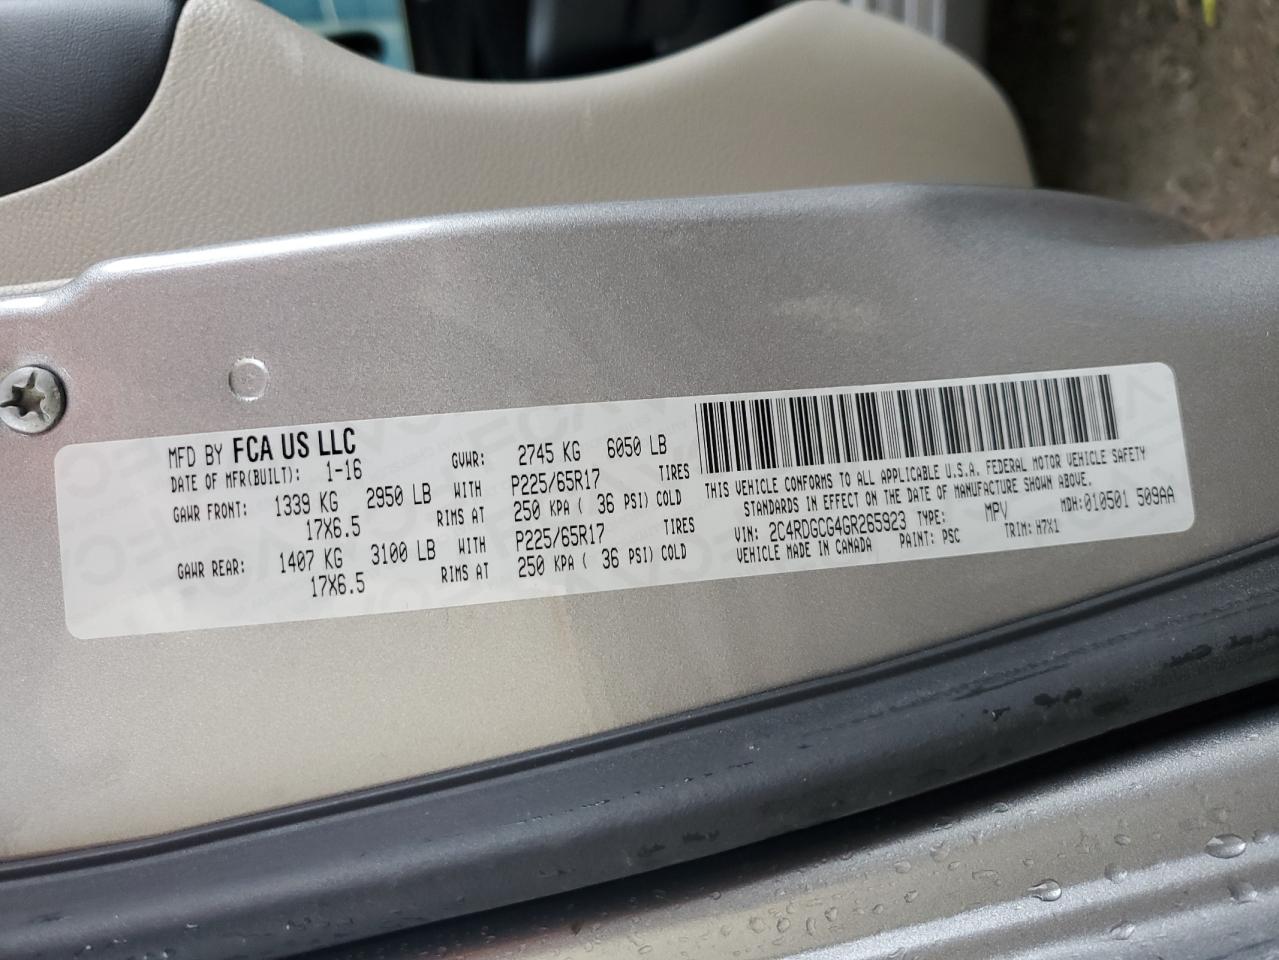 MFD BY FCA US LLC
DATE OF MFR(BUILT): 1-16 GVWR: 2745 KG 6050 LB
GAWR FRONT: 1339 KG 2950 LB WITH P225/65R17 TIRES
17X6.5 RIMS AT 250 KPA ( 36 PSI) COLD
GAWR REAR: 1407 KG 3100 LB WITH P225/65R17 TIRES
17X6.5 RIMS AT 250 KPA ( 36 PSI) COLD
THIS VEHICLE CONFORMS TO ALL APPLICABLE U.S.A. FEDERAL MOTOR VEHICLE SAFETY
STANDARDS IN EFFECT ON THE DATE OF MANUFACTURE SHOWN ABOVE.
VIN: 2C4RDGCG4GR265923 TYPE: MPV MDH:010501 509AA
VEHICLE MADE IN CANADA PAINT: PSC TRIM: H7X1